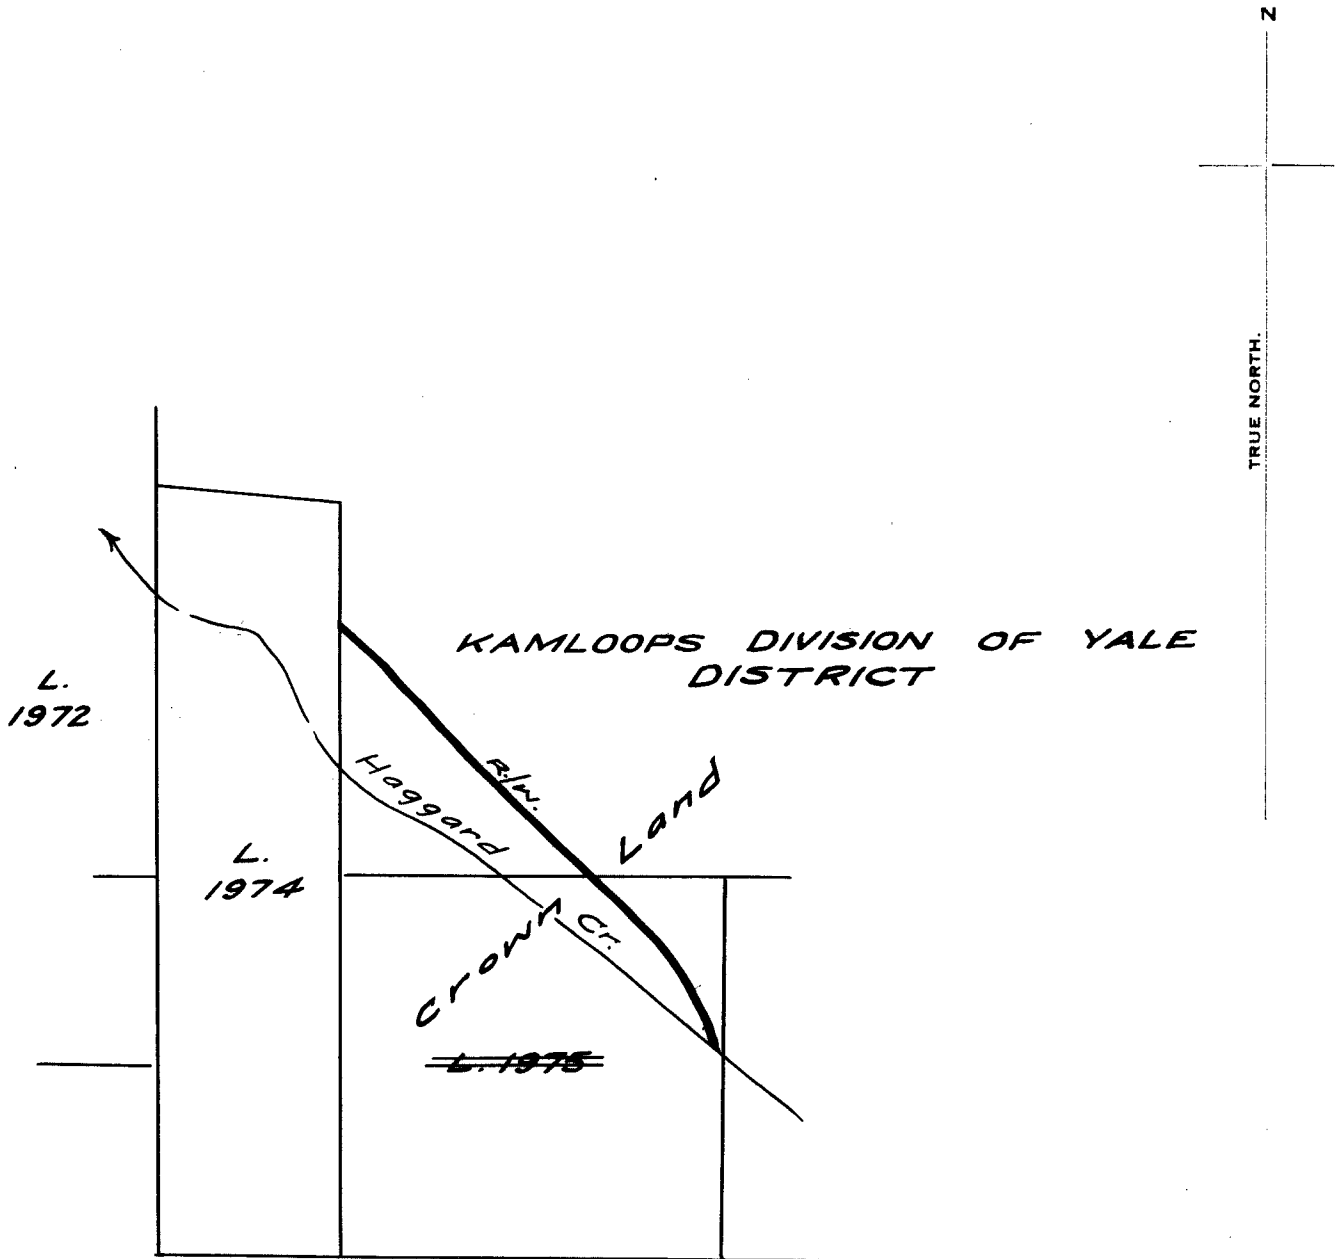 N
TRUE NORTH.
KAMLOOPS DIVISION OF YALE
DISTRICT
L.
1972
R/W.
Haggard Cr.
Crown Land
L.
1974
L. 1975